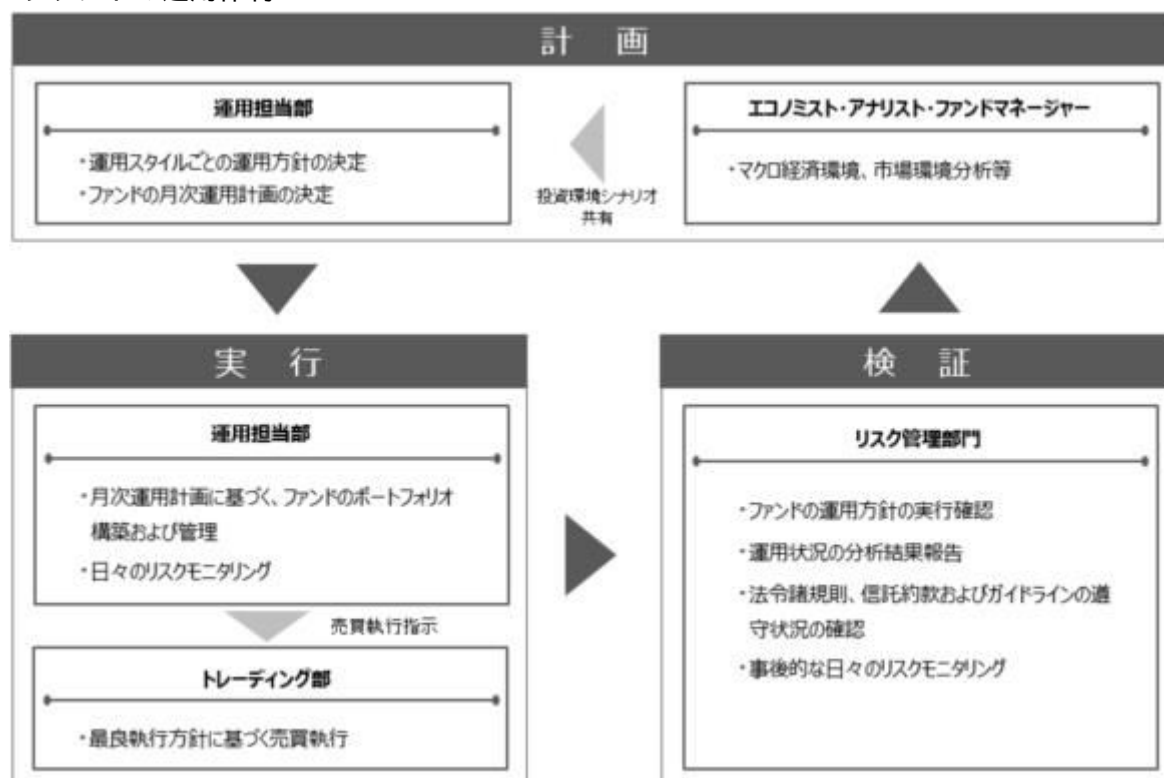 計 画
運用担当部
・運用スタイルごとの運用方針の決定
・ファンドの月次運用計画の決定
投資環境シナリオ
共有
エコノミスト・アナリスト・ファンドマネージャー
・マクロ経済環境、市場環境分析等
実 行
運用担当部
・月次運用計画に基づく、ファンドのポートフォリオ
構築および管理
・日々のリスクモニタリング
売買執行指示
トレーディング部
・最良執行方針に基づく売買執行
検 証
リスク管理部門
・ファンドの運用方針の実行確認
・運用状況の分析結果報告
・法令諸規則、信託約款およびガイドラインの遵
守状況の確認
・事後的な日々のリスクモニタリング